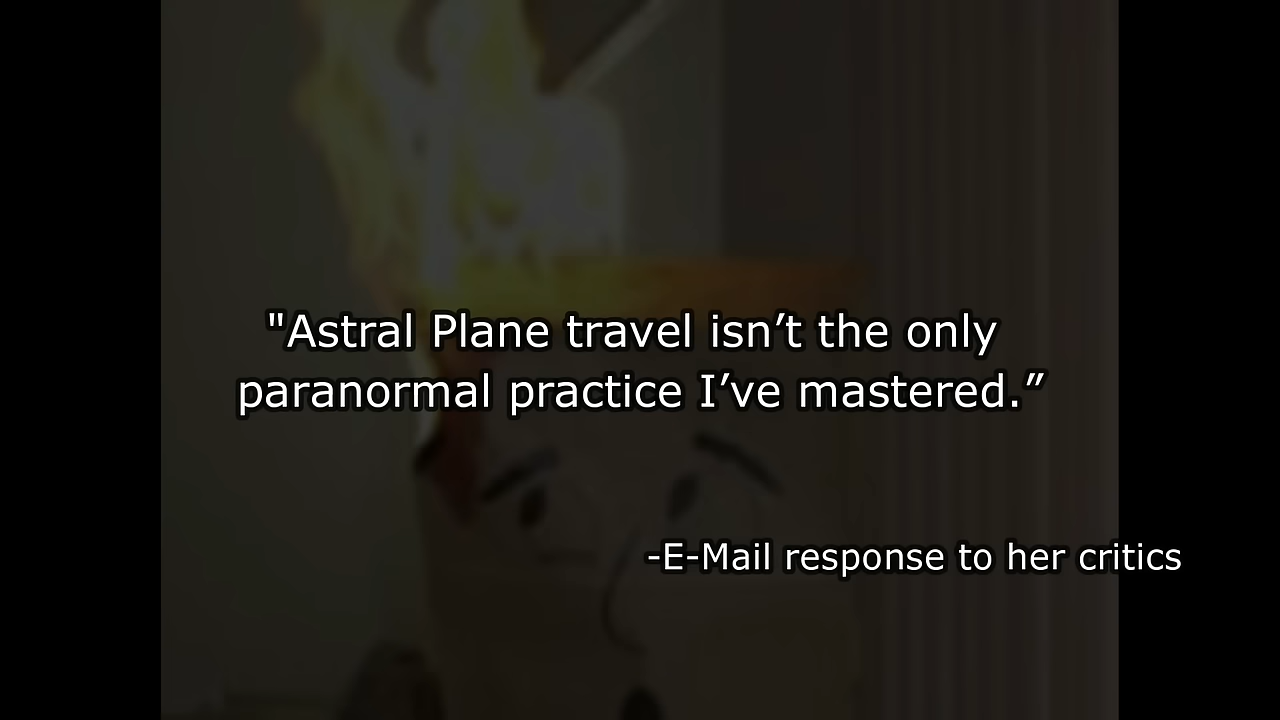 "Astral Plane travel isn’t the only
paranormal practice I’ve mastered.”
-E-Mail response to her critics